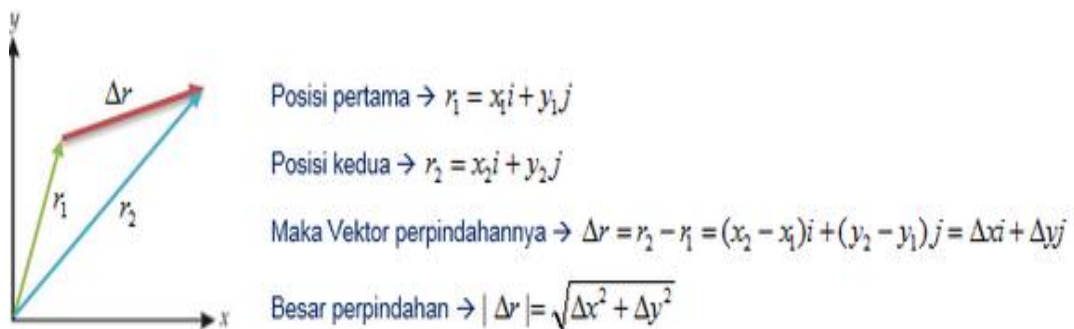 y
Δr
r₁
r₂
x
Posisi pertama → r₁ = x₁i + y₁j
Posisi kedua → r₂ = x₂i + y₂j
Maka Vektor perpindahannya → Δr = r₂ − r₁ = (x₂ − x₁)i + (y₂ − y₁)j = Δxi + Δyj
Besar perpindahan → | Δr |= √Δx² + Δy²